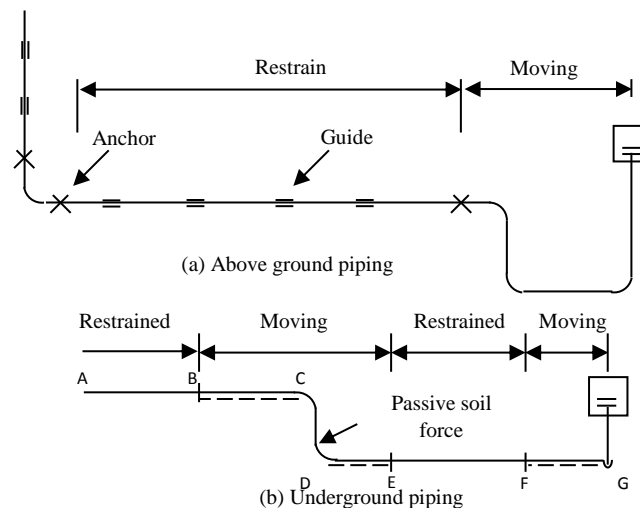 Restrain
Moving
Anchor
Guide
(a) Above ground piping
Restrained
Moving
Restrained
Moving
A
B
C
Passive soil
force
D
E
F
G
(b) Underground piping